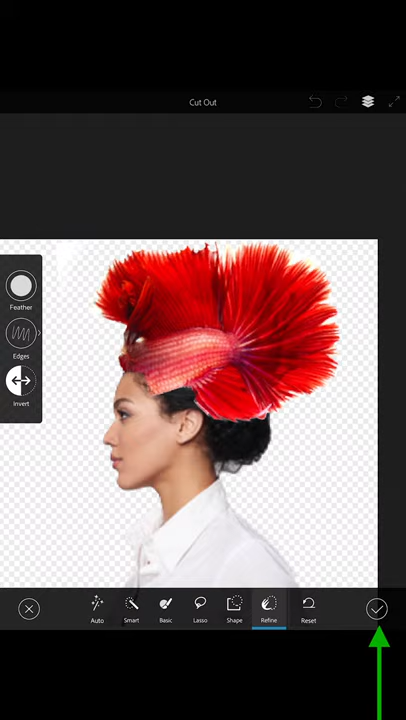 Cut Out
Feather
Edges
Invert
Auto
Smart
Basic
Lasso
Shape
Refine
Reset